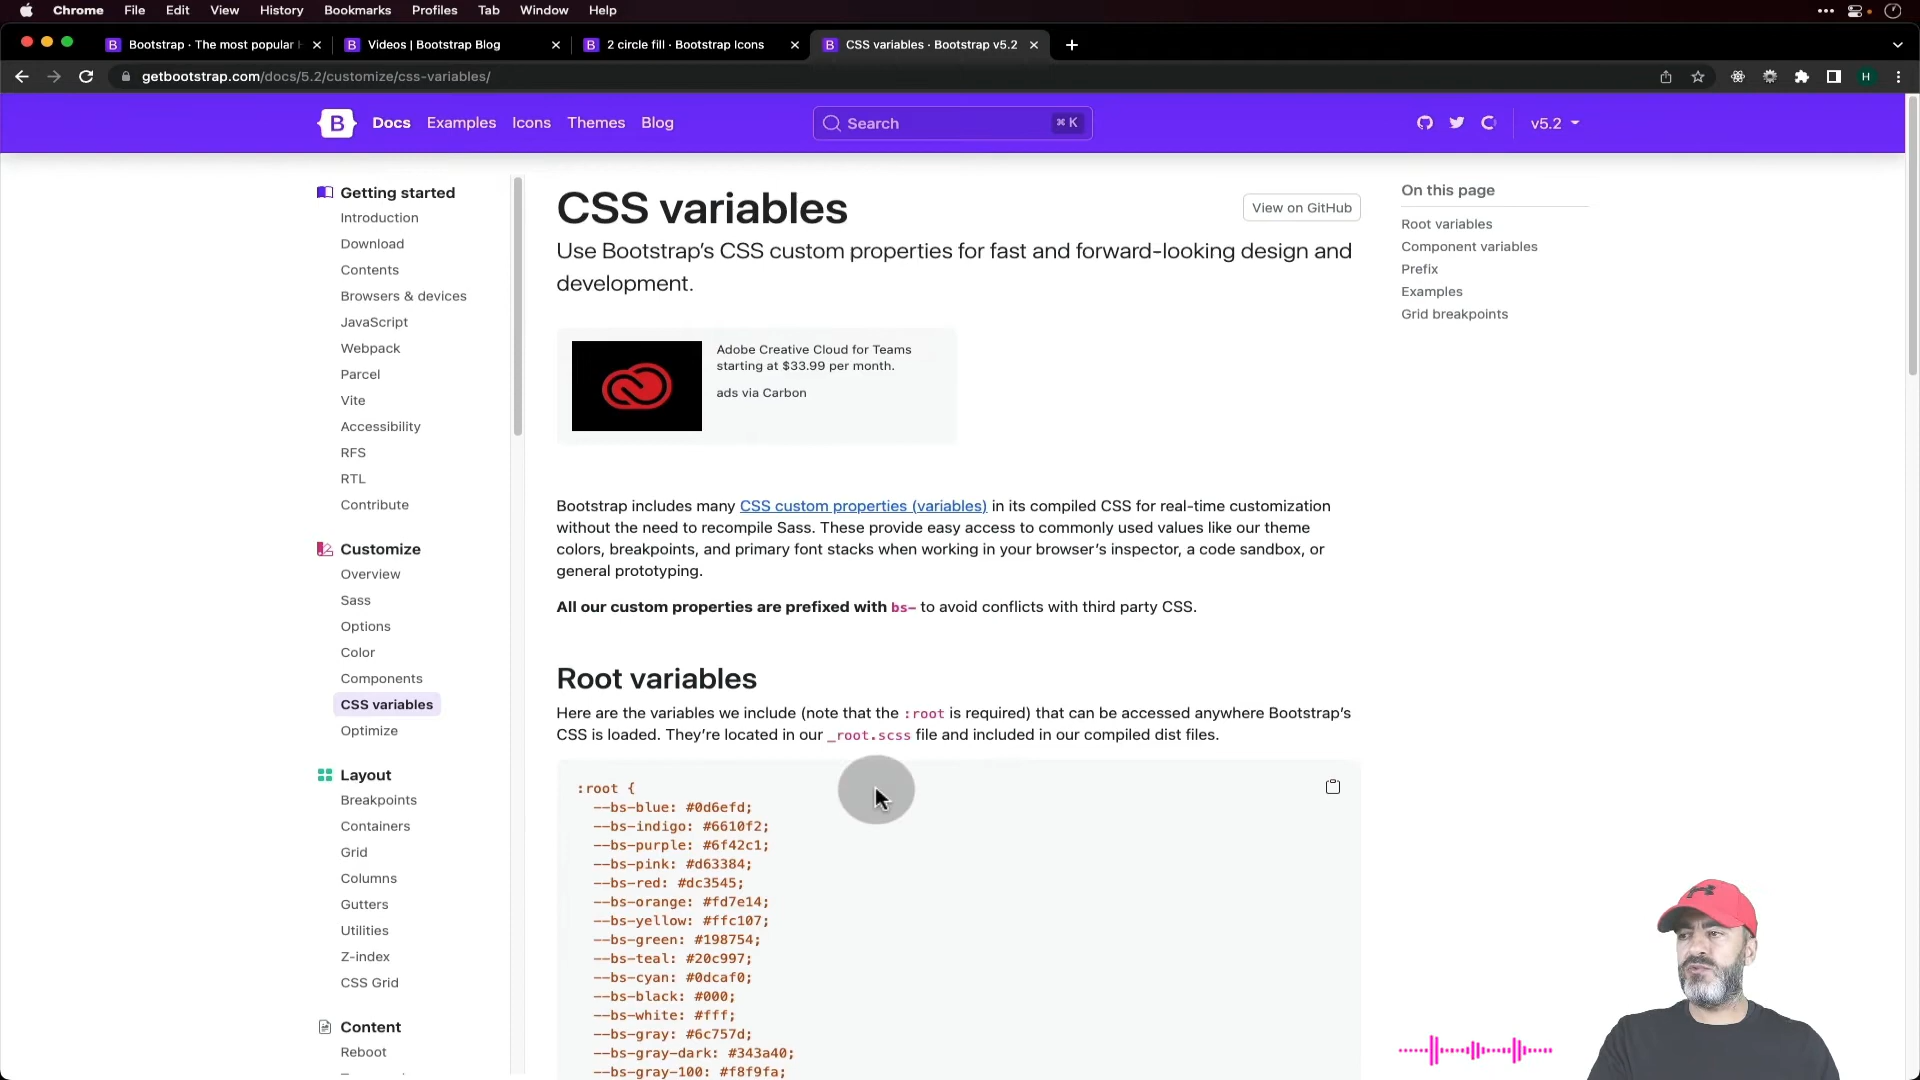 Chrome File Edit View History Bookmarks Profiles Tab Window Help
Bootstrap · The most popular
Videos | Bootstrap Blog
2 circle fill · Bootstrap Icons
CSS variables · Bootstrap v5.2
getbootstrap.com/docs/5.2/customize/css-variables/
H
B Docs Examples Icons Themes Blog
Search ⌘ K
v5.2
Getting started
Introduction
Download
Contents
Browsers & devices
JavaScript
Webpack
Parcel
Vite
Accessibility
RFS
RTL
Contribute
Customize
Overview
Sass
Options
Color
Components
CSS variables
Optimize
Layout
Breakpoints
Containers
Grid
Columns
Gutters
Utilities
Z-index
CSS Grid
Content
Reboot
CSS variables
View on GitHub
Use Bootstrap's CSS custom properties for fast and forward-looking design and
development.
Adobe Creative Cloud for Teams
starting at $33.99 per month.
ads via Carbon
Bootstrap includes many CSS custom properties (variables) in its compiled CSS for real-time customization
without the need to recompile Sass. These provide easy access to commonly used values like our theme
colors, breakpoints, and primary font stacks when working in your browser's inspector, a code sandbox, or
general prototyping.
All our custom properties are prefixed with bs- to avoid conflicts with third party CSS.
Root variables
Here are the variables we include (note that the :root is required) that can be accessed anywhere Bootstrap's
CSS is loaded. They're located in our _root.scss file and included in our compiled dist files.
:root {
--bs-blue: #0d6efd;
--bs-indigo: #6610f2;
--bs-purple: #6f42c1;
--bs-pink: #d63384;
--bs-red: #dc3545;
--bs-orange: #fd7e14;
--bs-yellow: #ffc107;
--bs-green: #198754;
--bs-teal: #20c997;
--bs-cyan: #0dcaf0;
--bs-black: #000;
--bs-white: #fff;
--bs-gray: #6c757d;
--bs-gray-dark: #343a40;
--bs-gray-100: #f8f9fa;
On this page
Root variables
Component variables
Prefix
Examples
Grid breakpoints